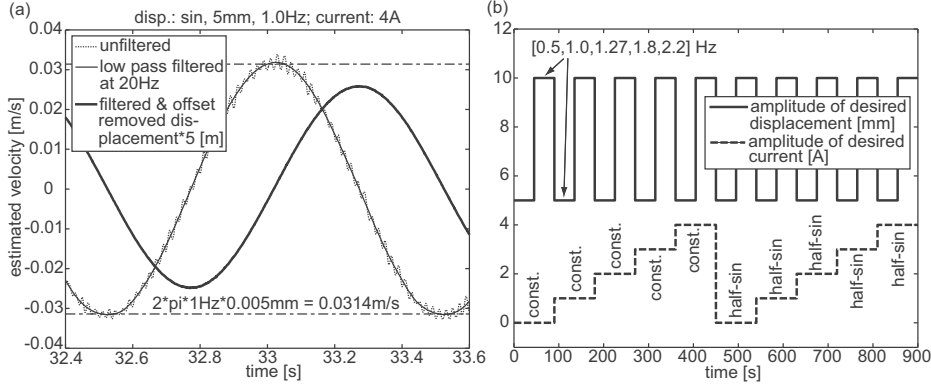 (a)
disp.: sin, 5mm, 1.0Hz; current: 4A
0.04
0.03
0.02
0.01
0
-0.01
-0.02
-0.03
-0.04
estimated velocity [m/s]
unfiltered
low pass filtered
at 20Hz
filtered & offset
removed dis-
placement*5 [m]
2*pi*1Hz*0.005mm = 0.0314m/s
32.4
32.6
32.8
33
33.2
33.4
33.6
time [s]
(b)
12
10
8
6
4
2
0
[0.5,1.0,1.27,1.8,2.2] Hz
amplitude of desired
displacement [mm]
amplitude of desired
current [A]
const.
const.
const.
const.
const.
half-sin
half-sin
half-sin
half-sin
half-sin
0
100
200
300
400
500
600
700
800
900
time [s]